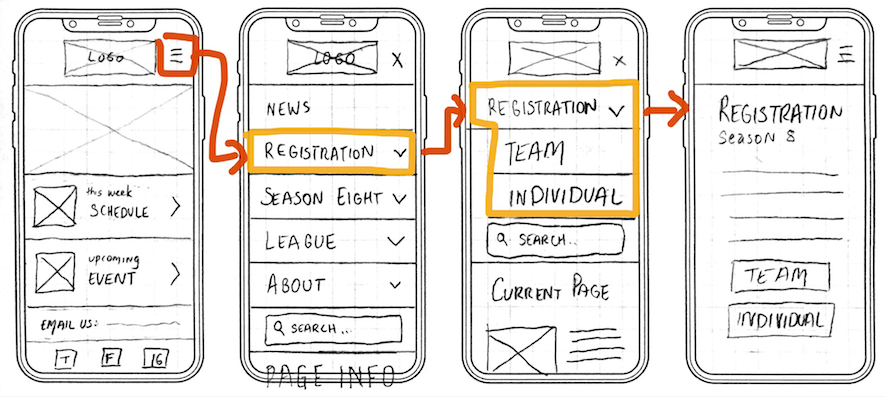 LOGO
this week
SCHEDULE
upcoming
EVENT
EMAIL US:
T F IG
LOGO
X
NEWS
REGISTRATION
SEASON EIGHT
LEAGUE
ABOUT
SEARCH...
PAGE INFO
X
REGISTRATION
TEAM
INDIVIDUAL
SEARCH...
CURRENT PAGE
REGISTRATION
Season 8
TEAM
INDIVIDUAL